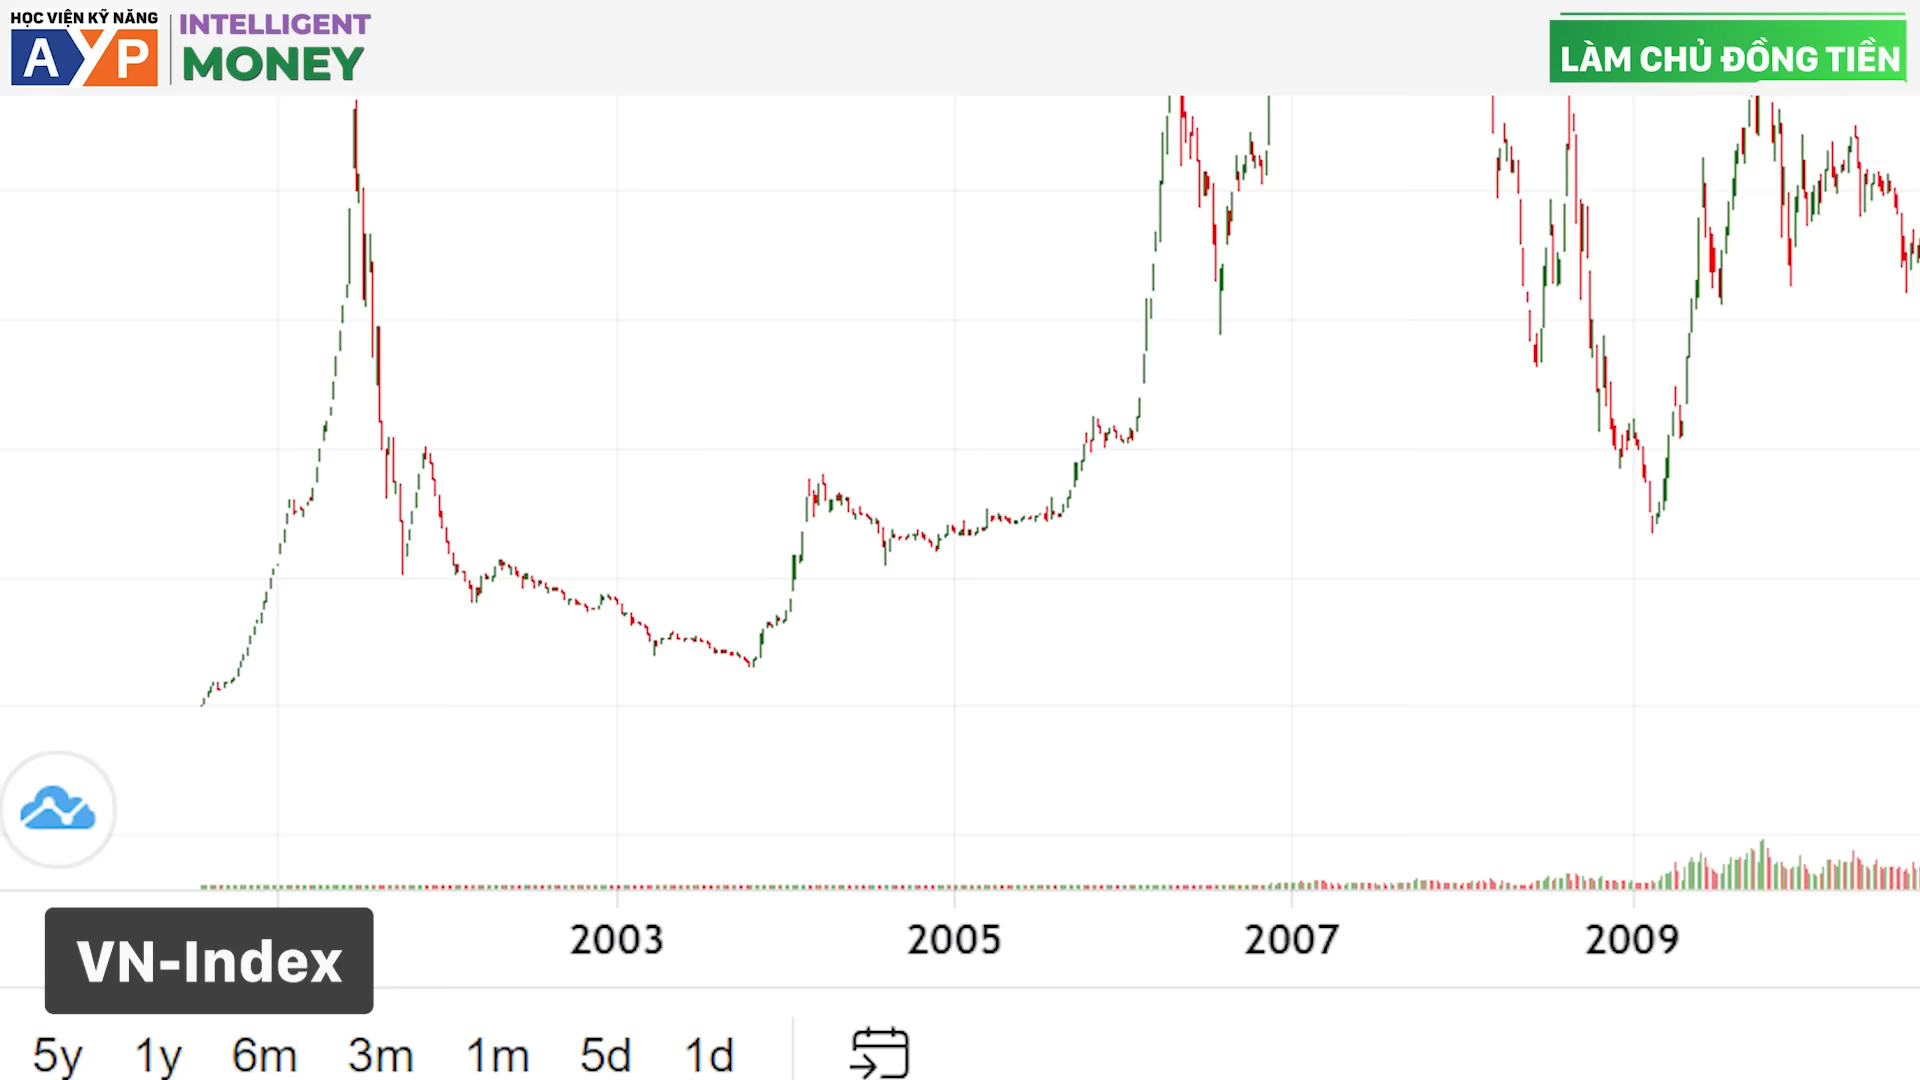 HỌC VIỆN KỸ NĂNG
AYP
INTELLIGENT
MONEY
LÀM CHỦ ĐỒNG TIỀN
2003 2005 2007 2009
VN-Index
5y 1y 6m 3m 1m 5d 1d